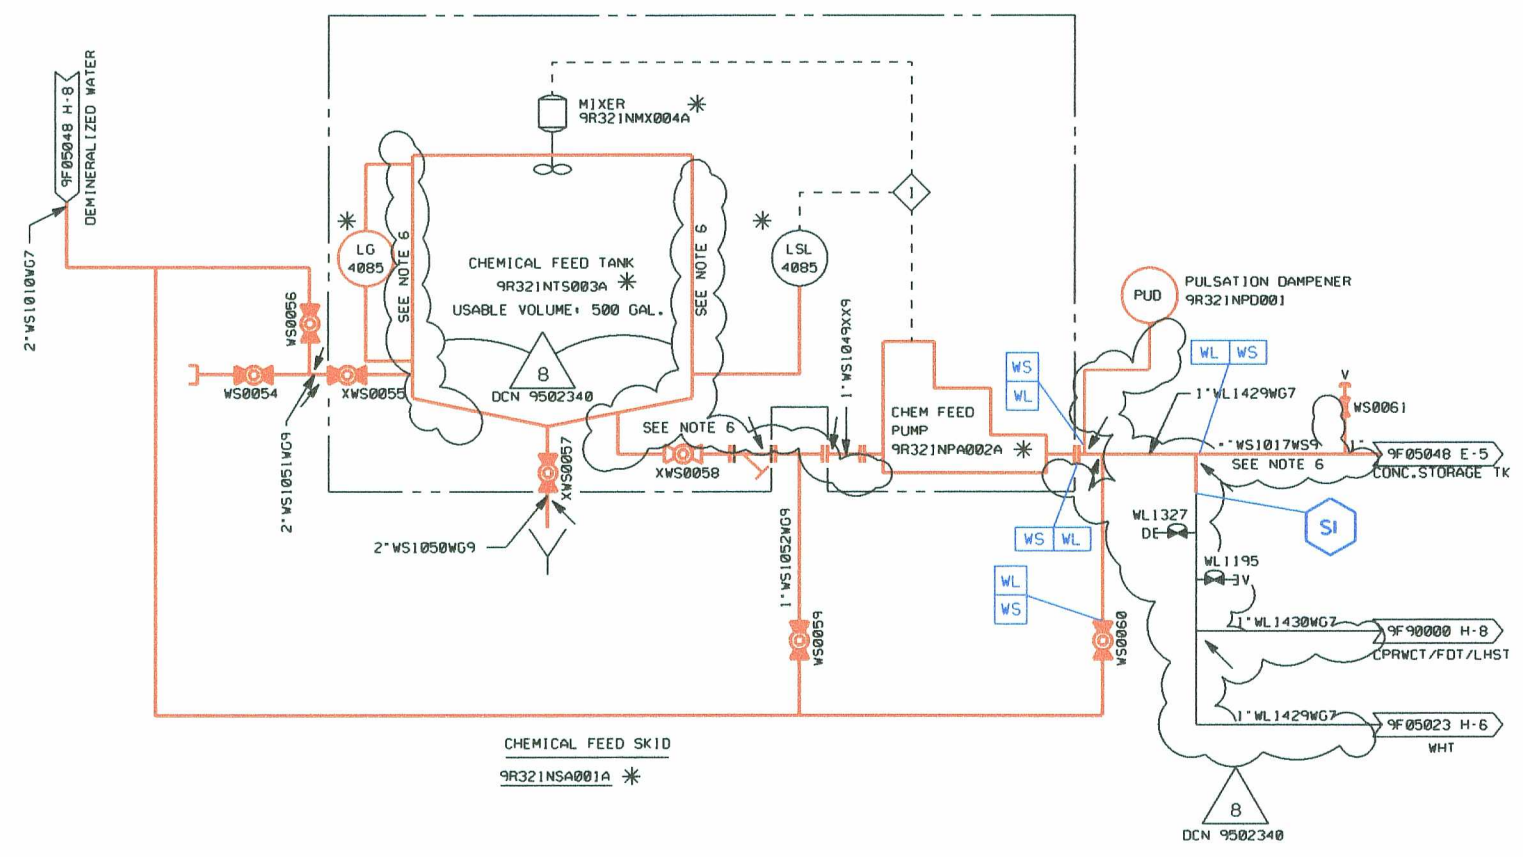 9F05048 H-8
DEMINERALIZED WATER
2"WS1010WG7
MIXER
9R321NMX004A*
*
LG
4085
SEE NOTE 6
CHEMICAL FEED TANK
9R321NTS003A *
USABLE VOLUME: 500 GAL.
8
DCN 9502340
SEE NOTE 6
*
LSL
4085
I
WS0056
WS0054
XWS0055
2"WS1051WG9
XWS0057
2"WS1050WG9
SEE NOTE 6
XWS0058
1"WS1049XX9
CHEM FEED
PUMP
9R321NPA002A *
1"WS1052WG9
WS0059
WS0060
PUD
PULSATION DAMPENER
9R321NPD001
WS
WL
WL WS
WS WL
WL
WS
1"WL1429WG7
V
WS0061
"WS1017WS9
1"
SEE NOTE 6
9F05048 E-5
CONC.STORAGE TK
SI
WL1327
DE
WL1195
V
1"WL1430WG7
9F90000 H-8
CPRWCT/FDT/LHST
1"WL1429WG7
9F05023 H-6
WHT
8
DCN 9502340
CHEMICAL FEED SKID
9R321NSA001A *